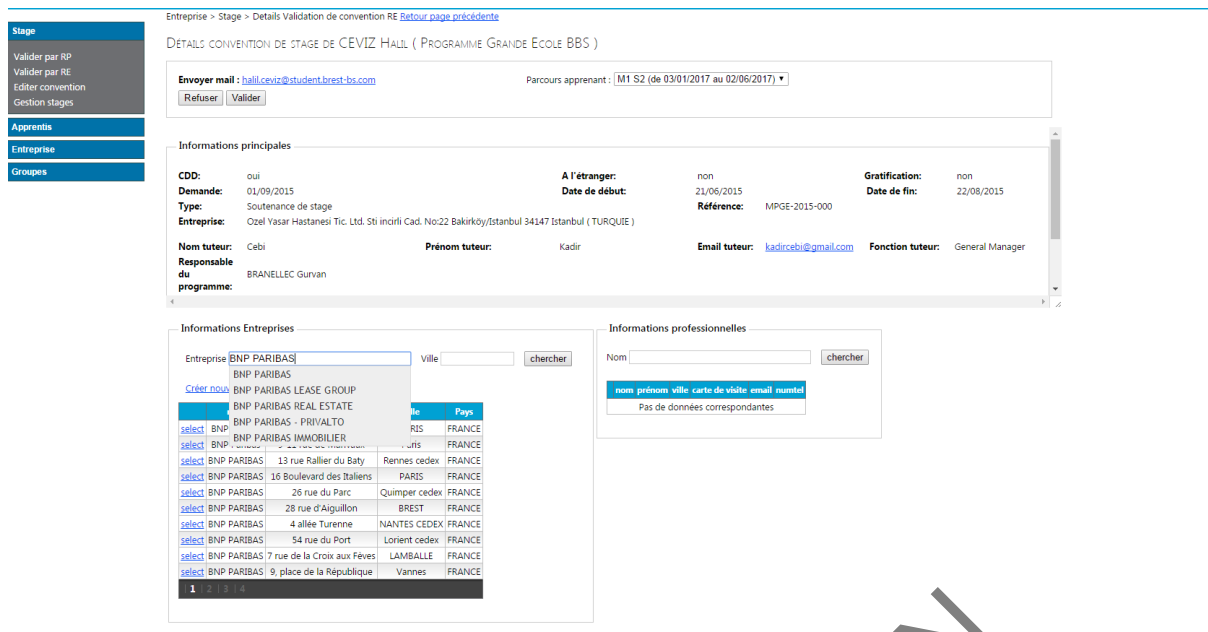 Entreprise > Stage > Details Validation de convention RE Retour page précédente
Stage
Valider par RP
Valider par RE
Editer convention
Gestion stages
Apprentis
Entreprise
Groupes
Détails convention de stage de CEVIZ Halil ( Programme Grande Ecole BBS )
Envoyer mail : halil.ceviz@student.brest-bs.com Parcours apprenant : M1 S2 (de 03/01/2017 au 02/06/2017)
Refuser Valider
Informations principales
CDD: oui A l'étranger: non Gratification: non
Demande: 01/09/2015 Date de début: 21/06/2015 Date de fin: 22/08/2015
Type: Soutenance de stage Référence: MPGE-2015-000
Entreprise: Ozel Yasar Hastanesi Tic. Ltd. Sti incirli Cad. No:22 Bakirköy/Istanbul 34147 Istanbul ( TURQUIE )
Nom tuteur: Cebi Prénom tuteur: Kadir Email tuteur: kadircebi@gmail.com Fonction tuteur: General Manager
Responsable
du BRANELLEC Gurvan
programme:
Informations Entreprises
Entreprise BNP PARIBAS Ville chercher
BNP PARIBAS
BNP PARIBAS LEASE GROUP
BNP PARIBAS REAL ESTATE
BNP PARIBAS - PRIVALTO
BNP PARIBAS IMMOBILIER
Créer
Pays
select BNP FRANCE
select BNP FRANCE
select BNP PARIBAS 13 rue Rallier du Baty Rennes cedex FRANCE
select BNP PARIBAS 16 Boulevard des Italiens PARIS FRANCE
select BNP PARIBAS 26 rue du Parc Quimper cedex FRANCE
select BNP PARIBAS 28 rue d'Aiguillon BREST FRANCE
select BNP PARIBAS 4 allée Turenne NANTES CEDEX FRANCE
select BNP PARIBAS 54 rue du Port Lorient cedex FRANCE
select BNP PARIBAS 7 rue de la Croix aux Fèves LAMBALLE FRANCE
select BNP PARIBAS 9, place de la République Vannes FRANCE
| 1 | 2 | 3 | 4
Informations professionnelles
Nom chercher
nom prénom ville carte de visite email numtel
Pas de données correspondantes